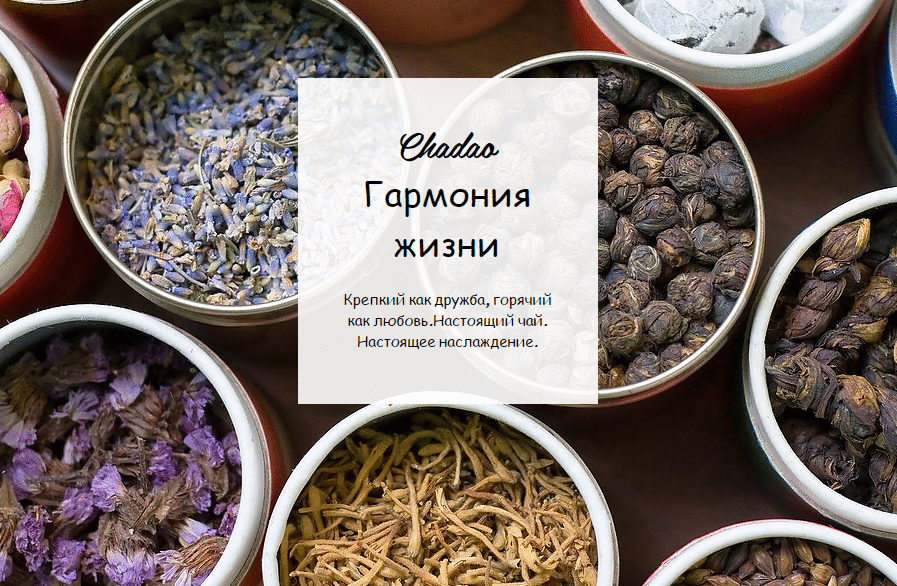 Chadao
Гармония
жизни
Крепкий как дружба, горячий
как любовь.Настоящий чай.
Настоящее наслаждение.